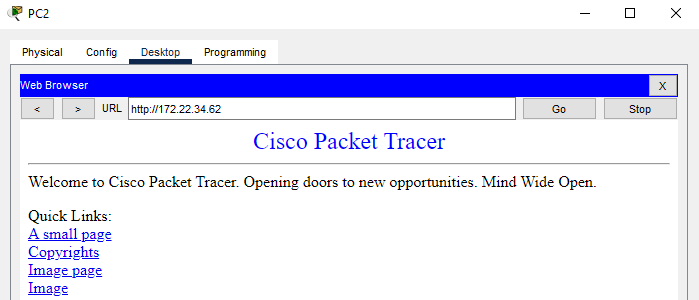 PC2
Physical Config Desktop Programming
Web Browser X
< > URL http://172.22.34.62 Go Stop
Cisco Packet Tracer
Welcome to Cisco Packet Tracer. Opening doors to new opportunities. Mind Wide Open.
Quick Links:
A small page
Copyrights
Image page
Image